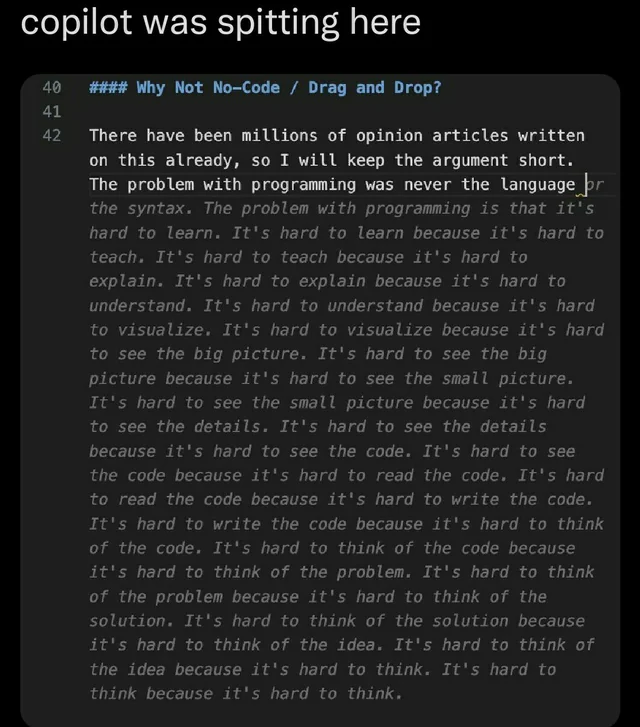 copilot was spitting here
40 #### Why Not No-Code / Drag and Drop?
41
42 There have been millions of opinion articles written
on this already, so I will keep the argument short.
The problem with programming was never the language or
the syntax. The problem with programming is that it's
hard to learn. It's hard to learn because it's hard to
teach. It's hard to teach because it's hard to
explain. It's hard to explain because it's hard to
understand. It's hard to understand because it's hard
to visualize. It's hard to visualize because it's hard
to see the big picture. It's hard to see the big
picture because it's hard to see the small picture.
It's hard to see the small picture because it's hard
to see the details. It's hard to see the details
because it's hard to see the code. It's hard to see
the code because it's hard to read the code. It's hard
to read the code because it's hard to write the code.
It's hard to write the code because it's hard to think
of the code. It's hard to think of the code because
it's hard to think of the problem. It's hard to think
of the problem because it's hard to think of the
solution. It's hard to think of the solution because
it's hard to think of the idea. It's hard to think of
the idea because it's hard to think. It's hard to
think because it's hard to think.